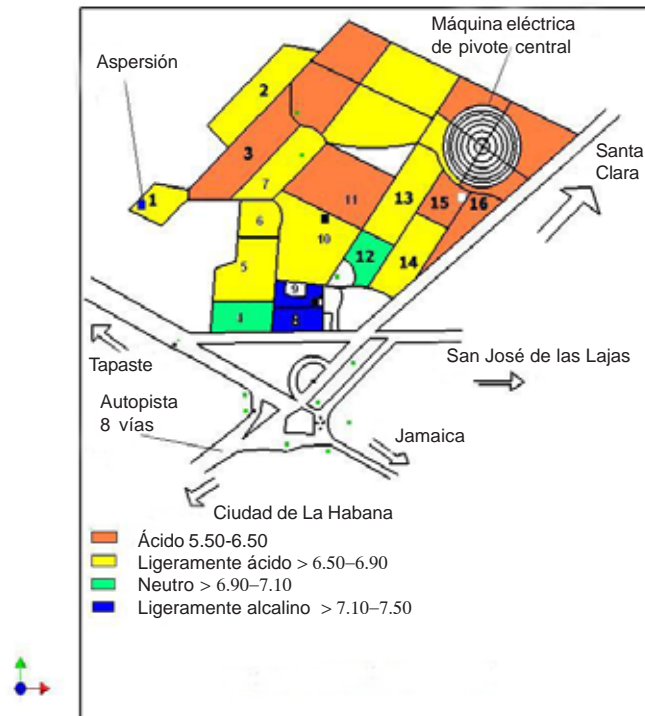 Máquina eléctrica
de pivote central
Aspersión
Santa
Clara
2
3
7
1
6
5
4
11
10
13
15
16
12
14
9
8
Tapaste
San José de las Lajas
Autopista
8 vías
Jamaica
Ciudad de La Habana
Ácido 5.50-6.50
Ligeramente ácido > 6.50–6.90
Neutro > 6.90–7.10
Ligeramente alcalino > 7.10–7.50